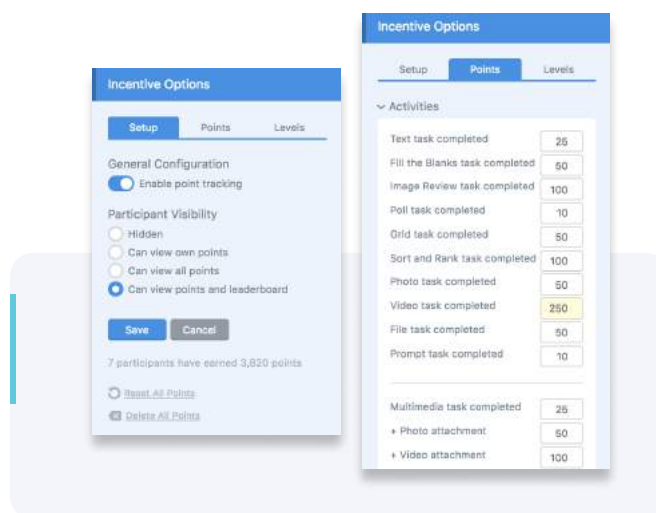 Incentive Options
Setup Points Levels
General Configuration
Enable point tracking
Participant Visibility
Hidden
Can view own points
Can view all points
Can view points and leaderboard
Save Cancel
7 participants have earned 3,820 points
Reset All Points
Delete All Points
Incentive Options
Setup Points Levels
Activities
Text task completed 25
Fill the Blanks task completed 50
Image Review task completed 100
Poll task completed 10
Grid task completed 50
Sort and Rank task completed 100
Photo task completed 50
Video task completed 250
File task completed 50
Prompt task completed 10
Multimedia task completed 25
+ Photo attachment 50
+ Video attachment 100